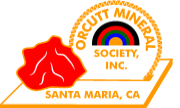 ORCUTT MINERAL
SOCIETY,
INC.
SANTA MARIA, CA